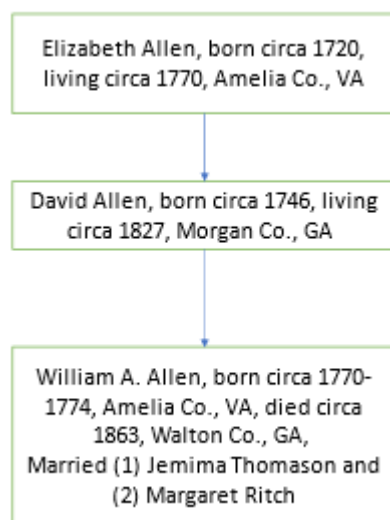 Elizabeth Allen, born circa 1720,
living circa 1770, Amelia Co., VA
David Allen, born circa 1746, living
circa 1827, Morgan Co., GA
William A. Allen, born circa 1770-
1774, Amelia Co., VA, died circa
1863, Walton Co., GA,
Married (1) Jemima Thomason and
(2) Margaret Ritch